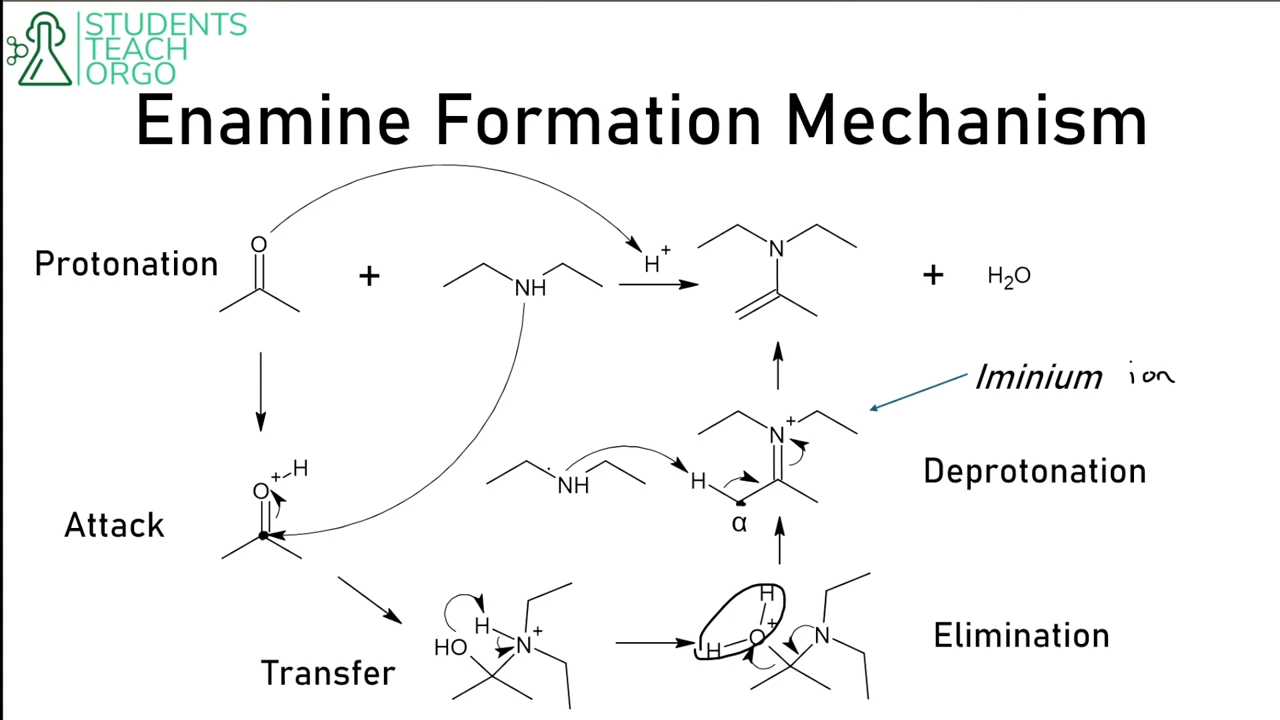 STUDENTS
TEACH
ORGO
Enamine Formation Mechanism
Protonation
O
+
NH
H+
N
+
H₂O
Iminium ion
Attack
O+-H
NH
H
N+
α
Deprotonation
Transfer
HO
H
N+
H
H
O+
N
Elimination